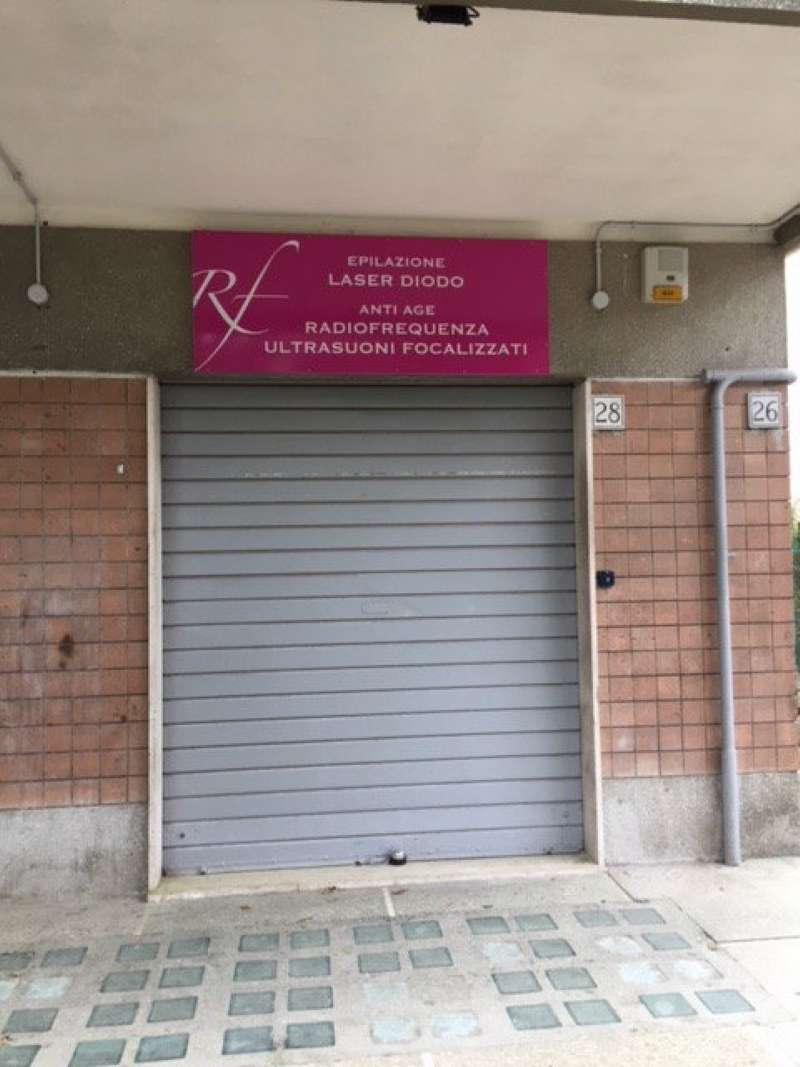 Rf
EPILAZIONE
LASER DIODO
ANTI AGE
RADIOFREQUENZA
ULTRASUONI FOCALIZZATI
28
26